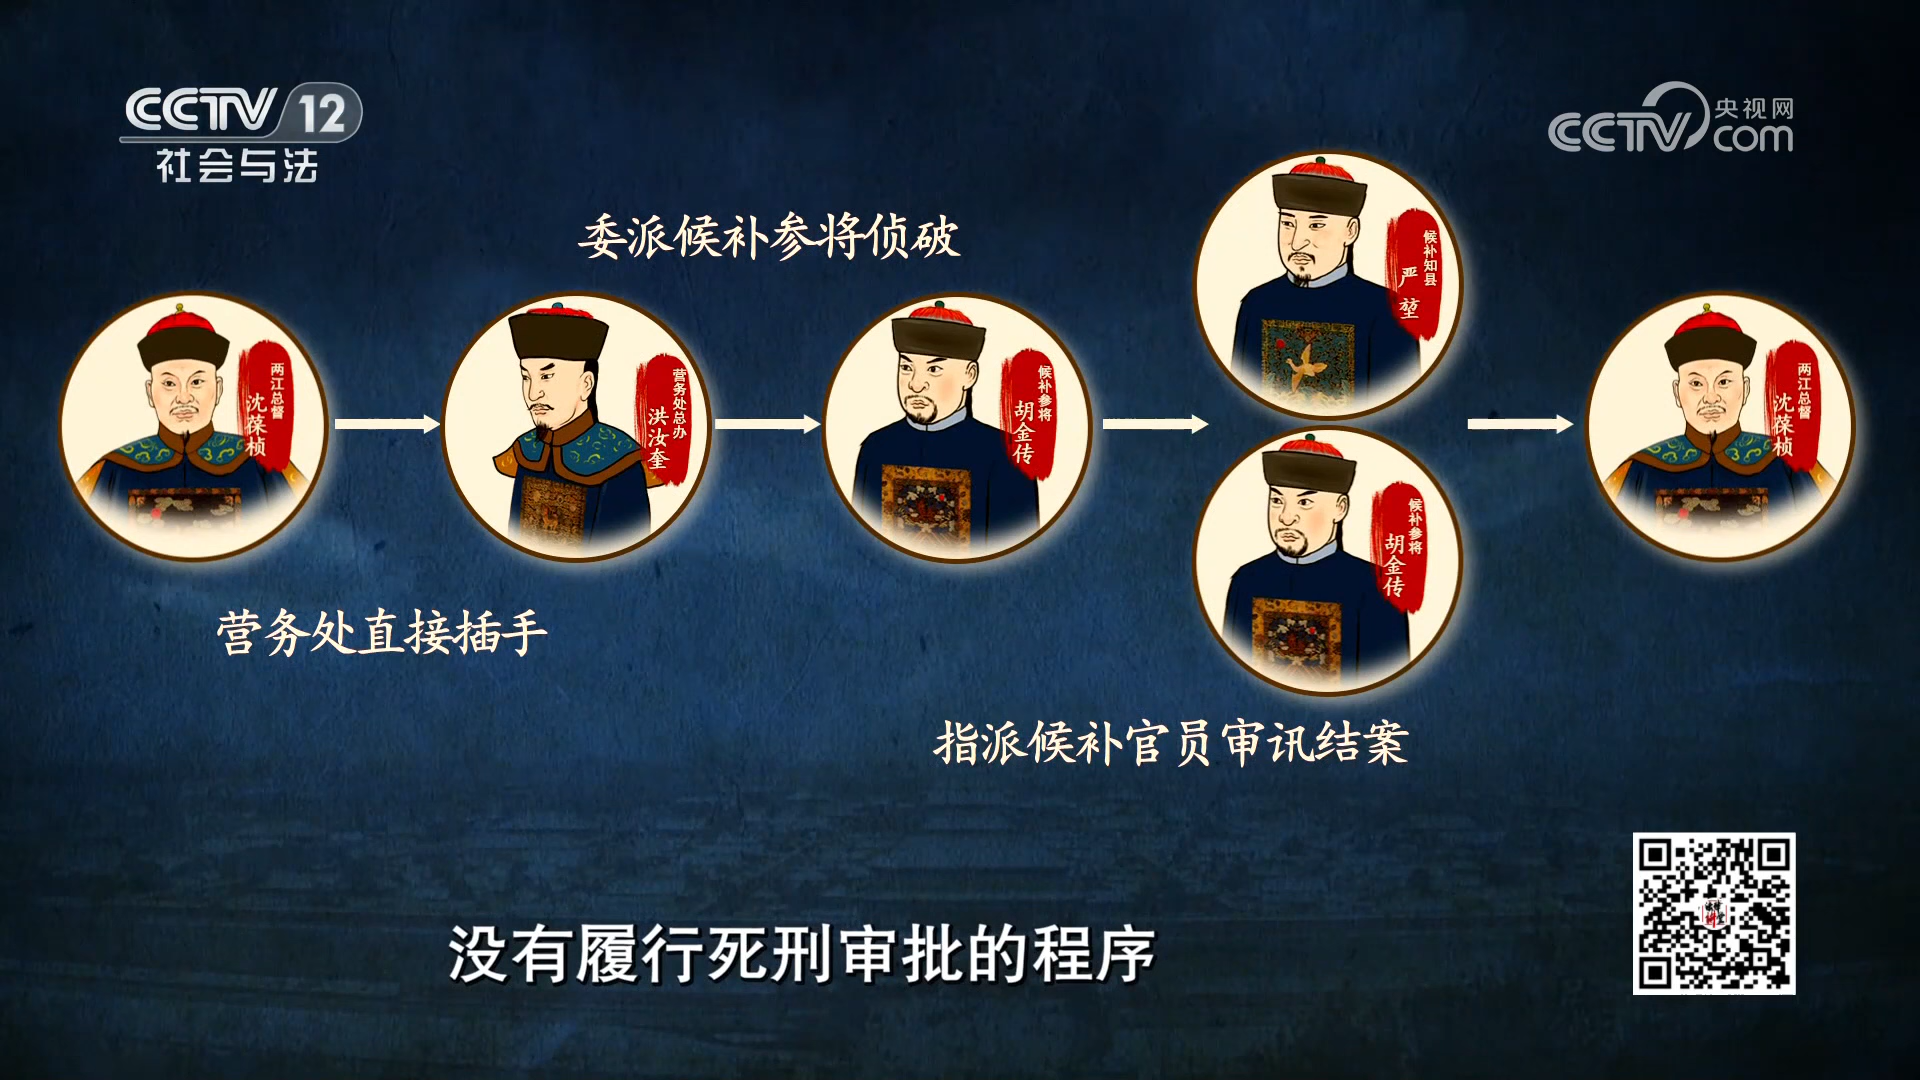 CCTV 12
社会与法
央视网
CCTV com
委派候补参将侦破
两江总督
沈葆桢
营务处总办
洪汝奎
候补参将
胡金传
候补知县
严堃
候补参将
胡金传
两江总督
沈葆桢
营务处直接插手
指派候补官员审讯结案
没有履行死刑审批的程序